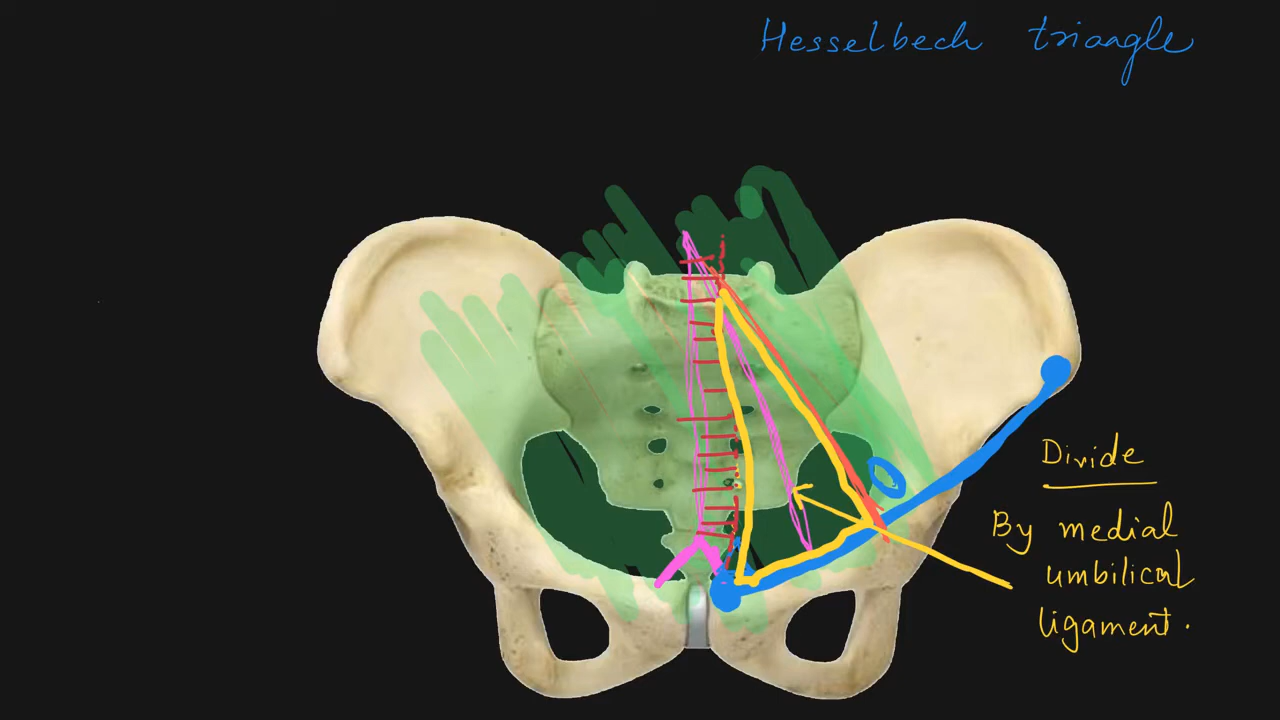 Hesselbech triangle
Divide
By medial
umbilical
ligament.